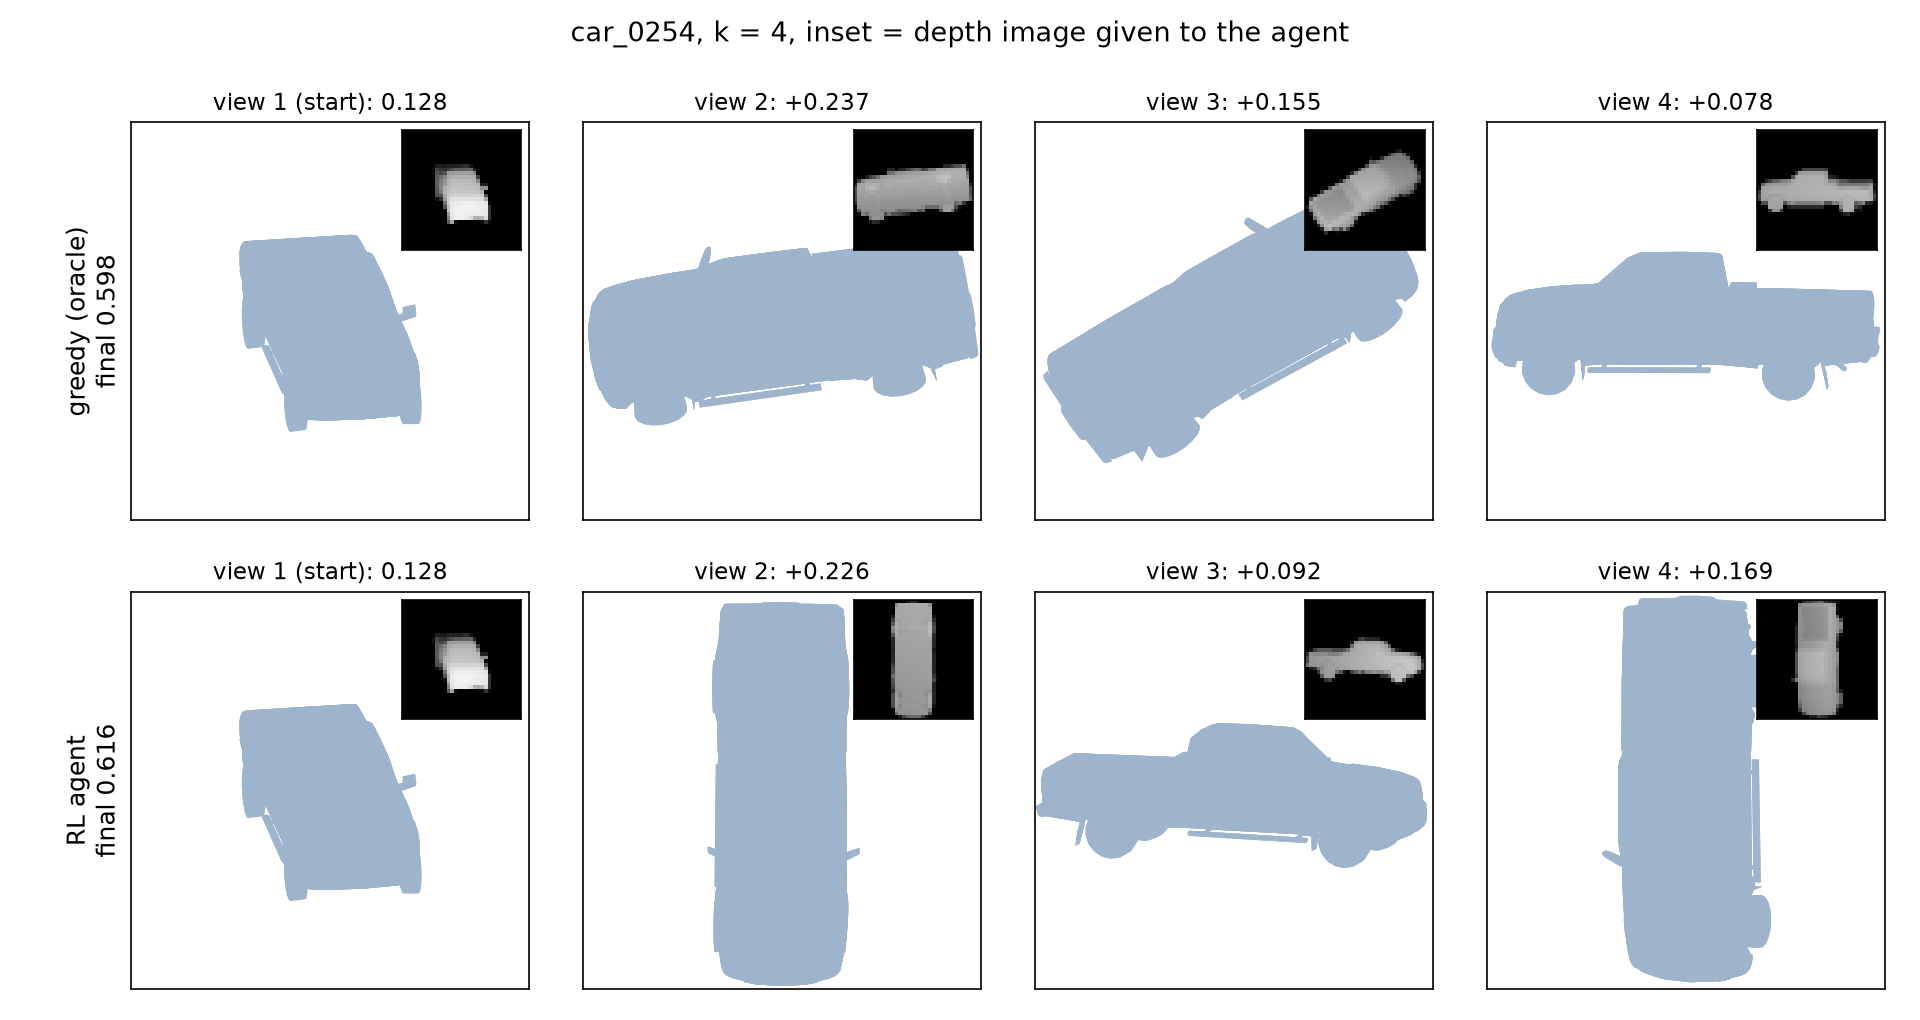 car_0254, k = 4, inset = depth image given to the agent
view 1 (start): 0.128
view 2: +0.237
view 3: +0.155
view 4: +0.078
greedy (oracle)
final 0.598
view 1 (start): 0.128
view 2: +0.226
view 3: +0.092
view 4: +0.169
RL agent
final 0.616